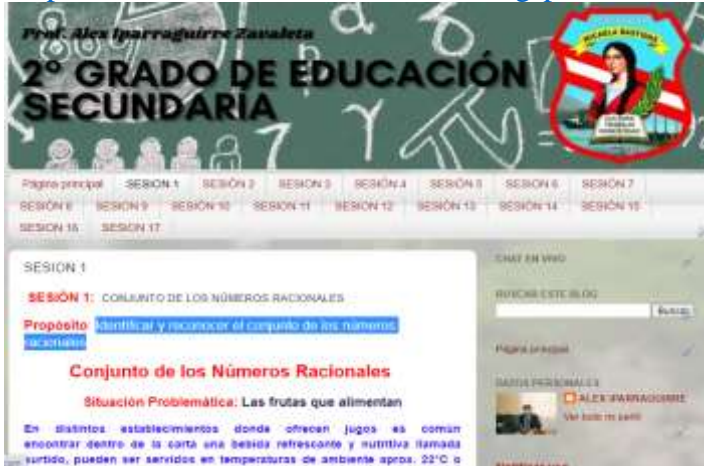 Prof. Alex Iparraguirre Zavaleta
2° GRADO DE EDUCACIÓN
SECUNDARIA
MICAELA BASTIDAS
Página principal SESIÓN 1 SESIÓN 2 SESIÓN 3 SESIÓN 4 SESIÓN 5 SESIÓN 6 SESIÓN 7
SESIÓN 8 SESIÓN 9 SESIÓN 10 SESIÓN 11 SESIÓN 12 SESIÓN 13 SESIÓN 14 SESIÓN 15
SESIÓN 16 SESIÓN 17
SESION 1
SESIÓN 1: CONJUNTO DE LOS NÚMEROS RACIONALES
Propósito: Identificar y reconocer el conjunto de los números
racionales
Conjunto de los Números Racionales
Situación Problemática: Las frutas que alimentan
En distintos establecimientos donde ofrecen jugos es común
encontrar dentro de la carta una bebida refrescante y nutritiva llamada
surtido, pueden ser servidos en temperaturas de ambiente aprox. 22°C o
CHAT EN VIVO
BUSCAR ESTE BLOG
Buscar
Página principal
DATOS PERSONALES
ALEX IPARRAGUIRRE
Ver todo mi perfil